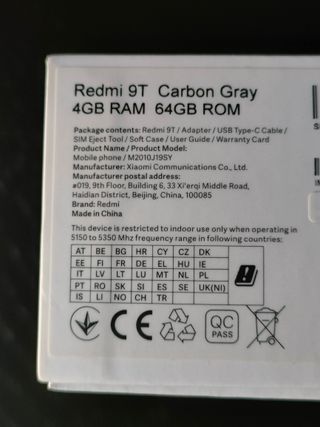 Redmi 9T Carbon Gray
4GB RAM 64GB ROM
Package contents: Redmi 9T / Adapter / USB Type-C Cable /
SIM Eject Tool / Soft Case / User Guide / Warranty Card
Product Name / Product Model:
Mobile phone / M2010J19SY
Manufacturer: Xiaomi Communications Co., Ltd.
#019, 9th Floor, Building 6, 33 Xi'erqi Middle Road,
Haidian District, Beijing, China, 100085
Brand: Redmi
Made in China
This device is restricted to indoor use only when operating in
5150 to 5350 Mhz frequency range in following countries:
AT BE BG HR CY CZ DK
EE FI FR DE EL HU IE
IT LV LT LU MT NL PL
PT RO SK SI ES SE UK(NI)
IS LI NO CH TR
CE
QC
PASS